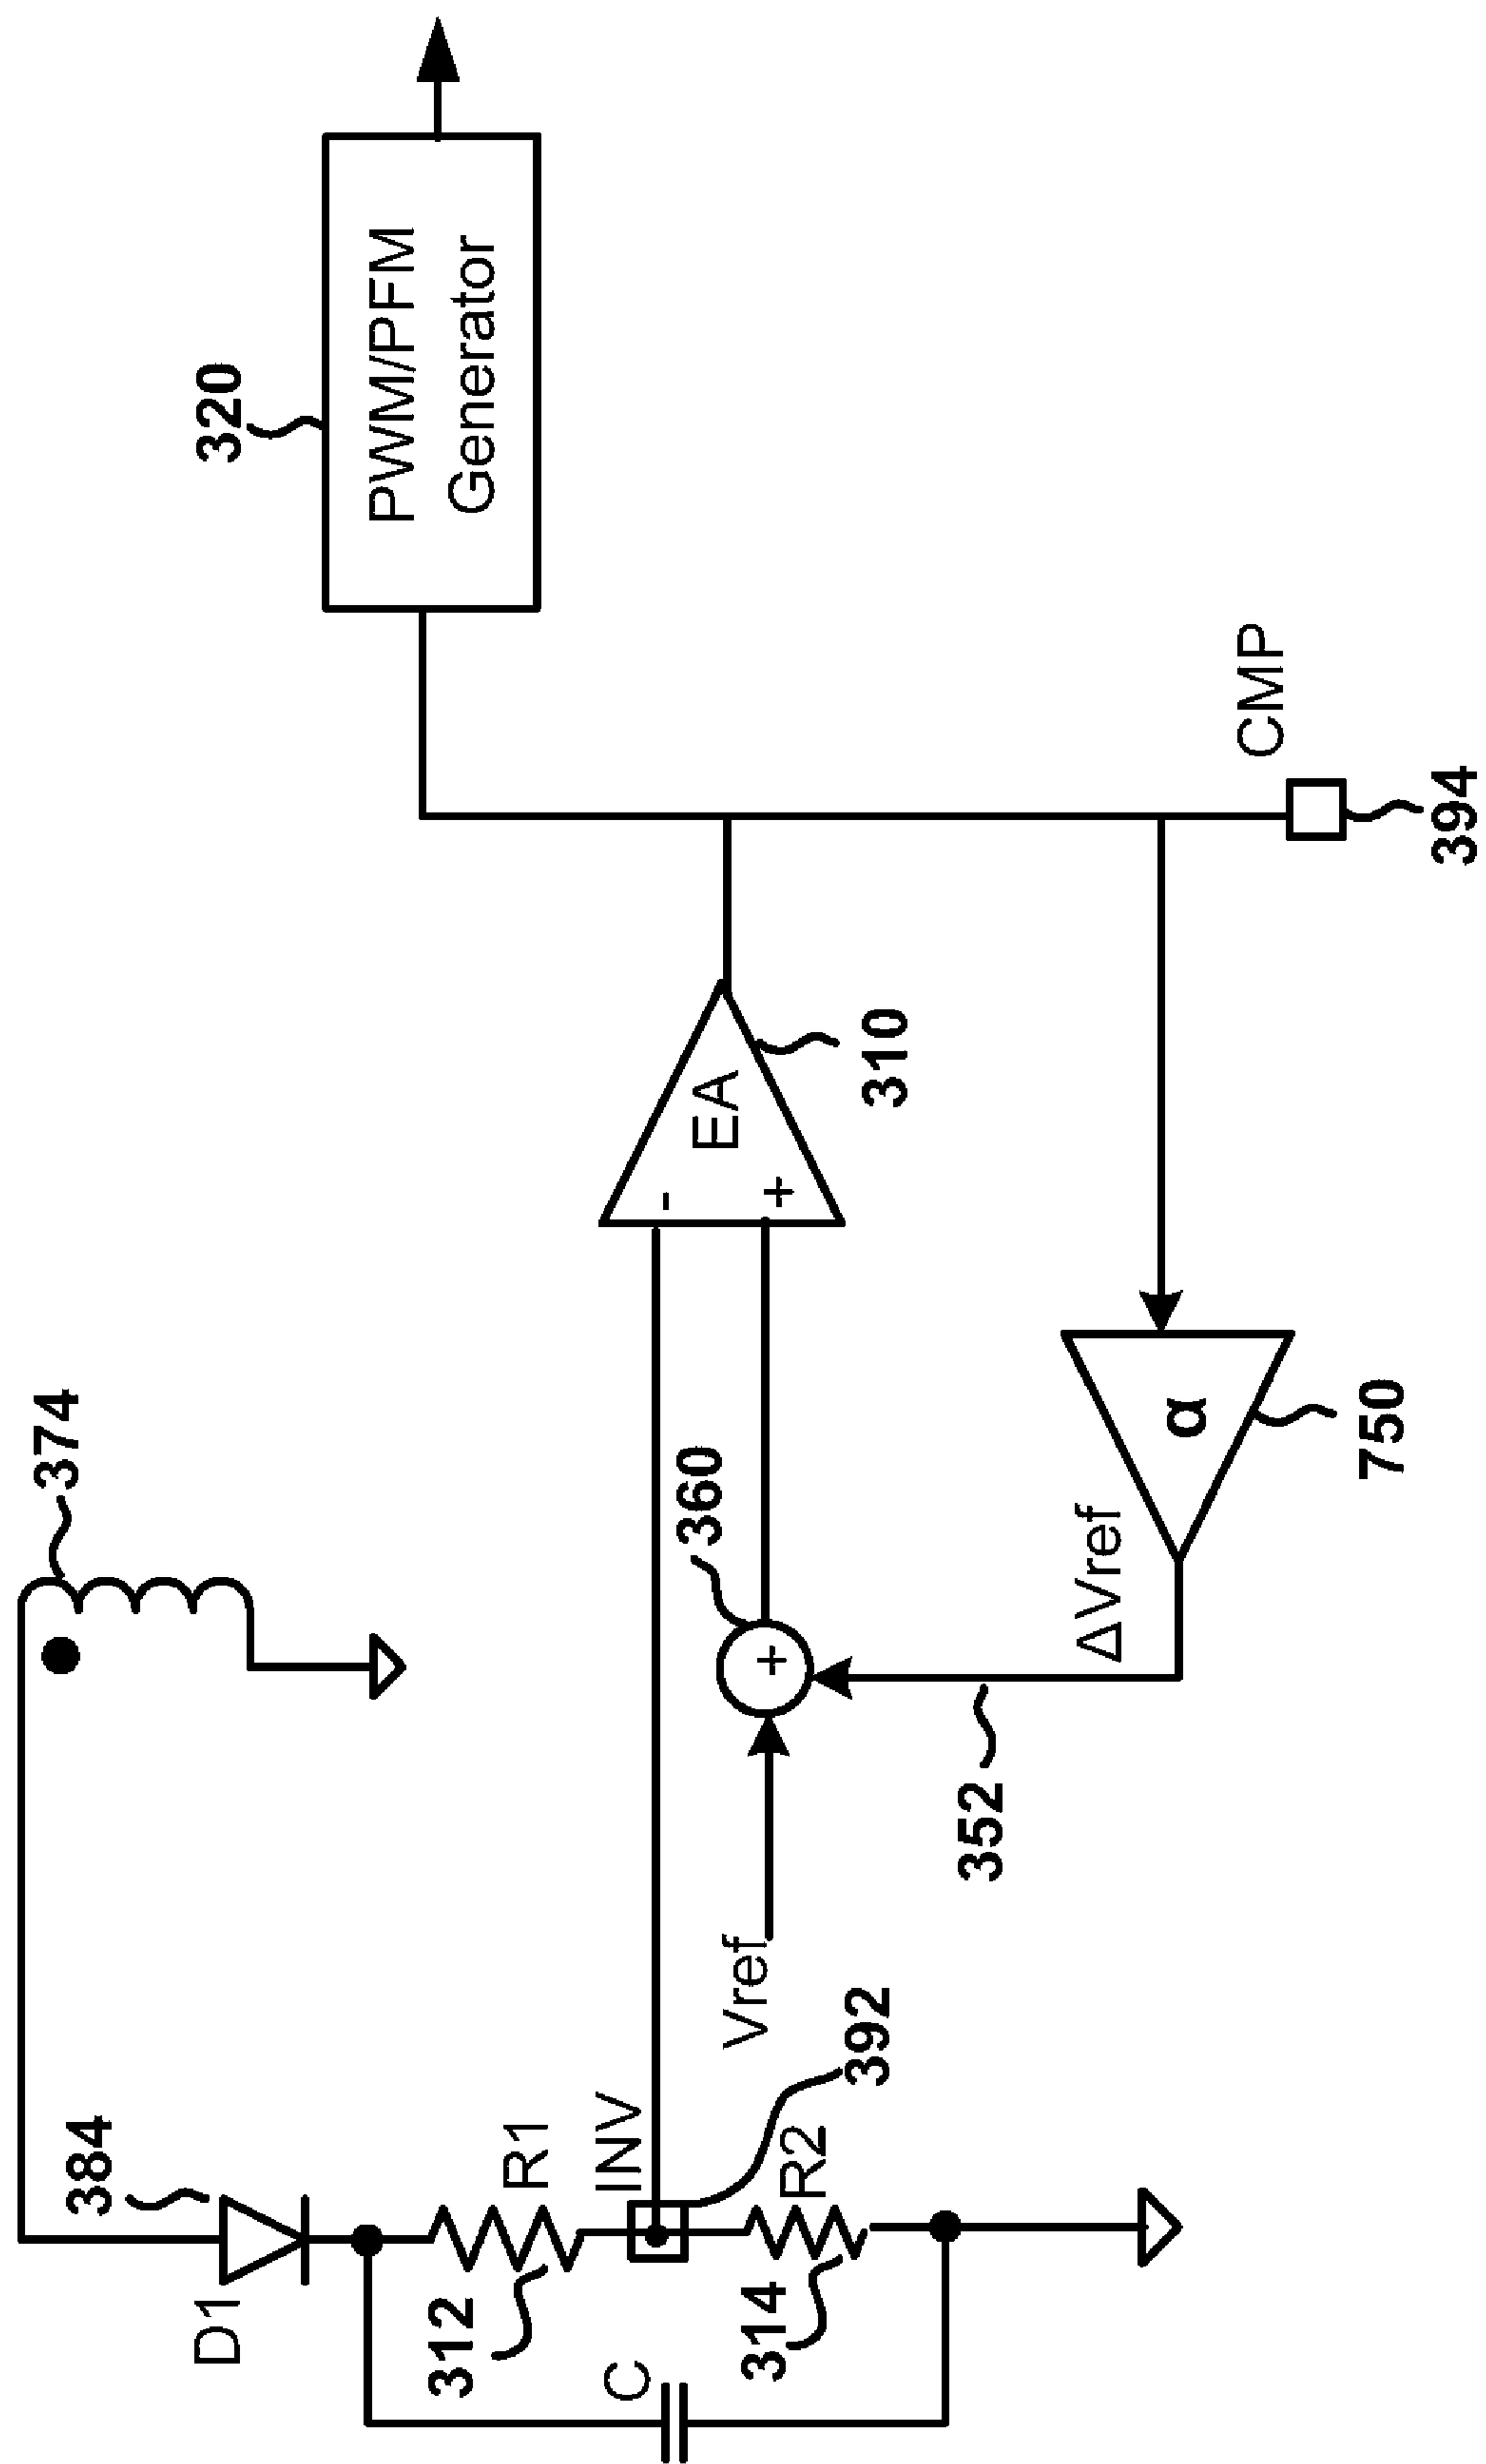 374
384
D1
R1
312
INV
C
R2
314
392
Vref
360
352
ΔVref
α
750
-
+
+
EA
310
320
PWM/PFM
Generator
CMP
394